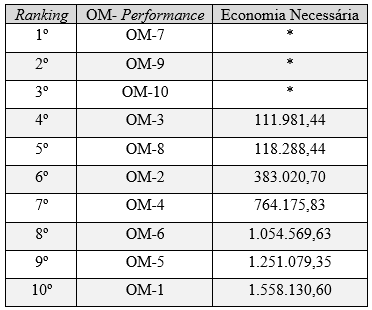 Ranking OM- Performance Economia Necessária
1º OM-7 *
2º OM-9 *
3º OM-10 *
4º OM-3 111.981,44
5º OM-8 118.288,44
6º OM-2 383.020,70
7º OM-4 764.175,83
8º OM-6 1.054.569,63
9º OM-5 1.251.079,35
10º OM-1 1.558.130,60